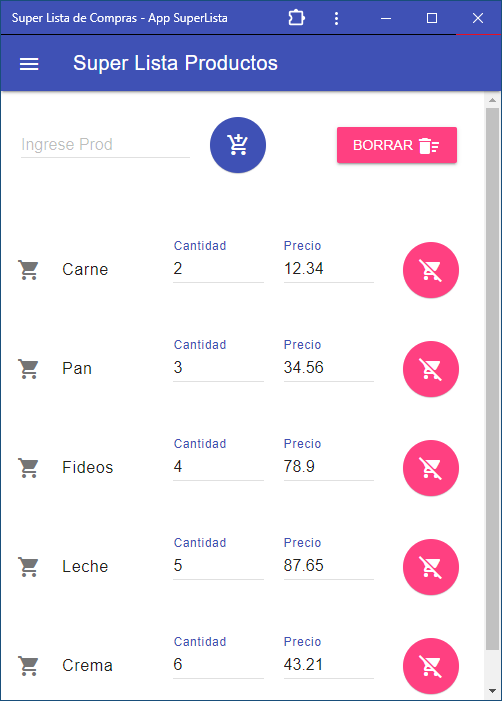 Super Lista de Compras - App SuperLista
Super Lista Productos
Ingrese Prod
BORRAR
Cantidad Precio
Carne 2 12.34
Cantidad Precio
Pan 3 34.56
Cantidad Precio
Fideos 4 78.9
Cantidad Precio
Leche 5 87.65
Cantidad Precio
Crema 6 43.21